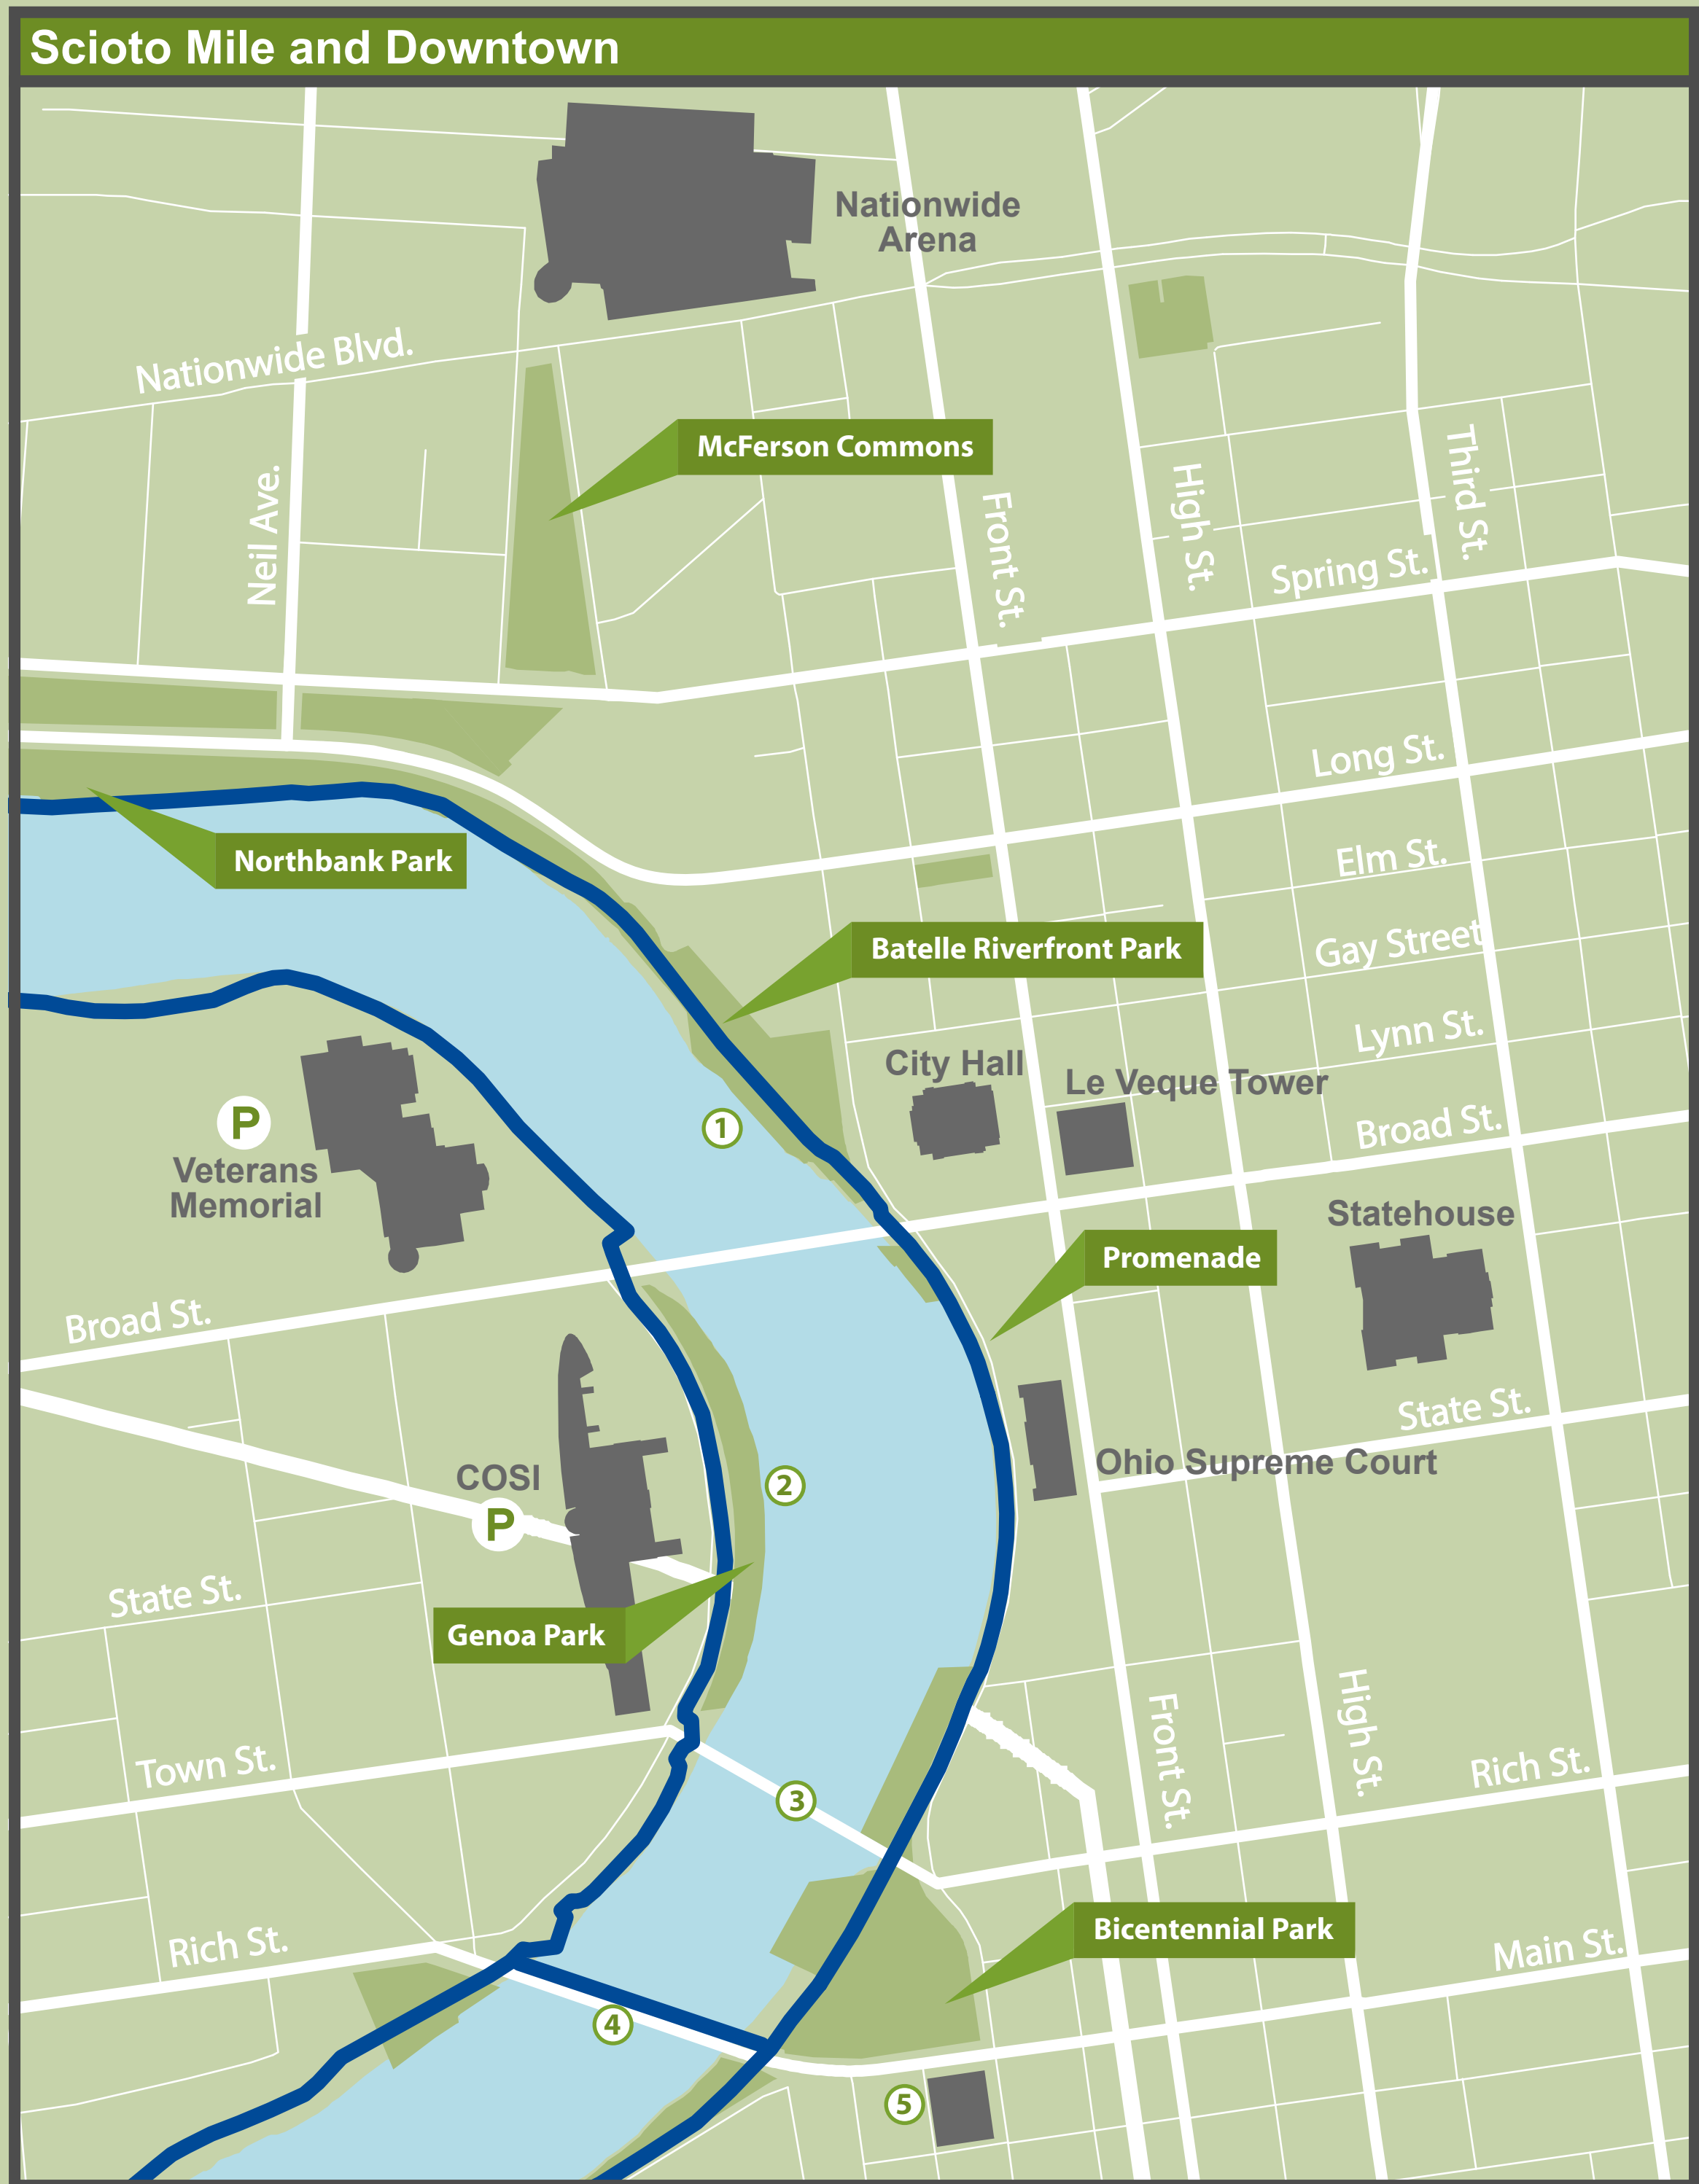 Scioto Mile and Downtown
Nationwide
Arena
Nationwide Blvd.
McFerson Commons
Neil Ave.
Front St.
High St.
Third St.
Spring St.
Long St.
Northbank Park
Elm St.
Batelle Riverfront Park
Gay Street
Lynn St.
City Hall
Le Veque Tower
1
P
Veterans
Memorial
Broad St.
Statehouse
Promenade
Broad St.
State St.
COSI
P
2
Ohio Supreme Court
State St.
Genoa Park
Front St.
High St.
Town St.
Rich St.
3
Bicentennial Park
Rich St.
Main St.
4
5